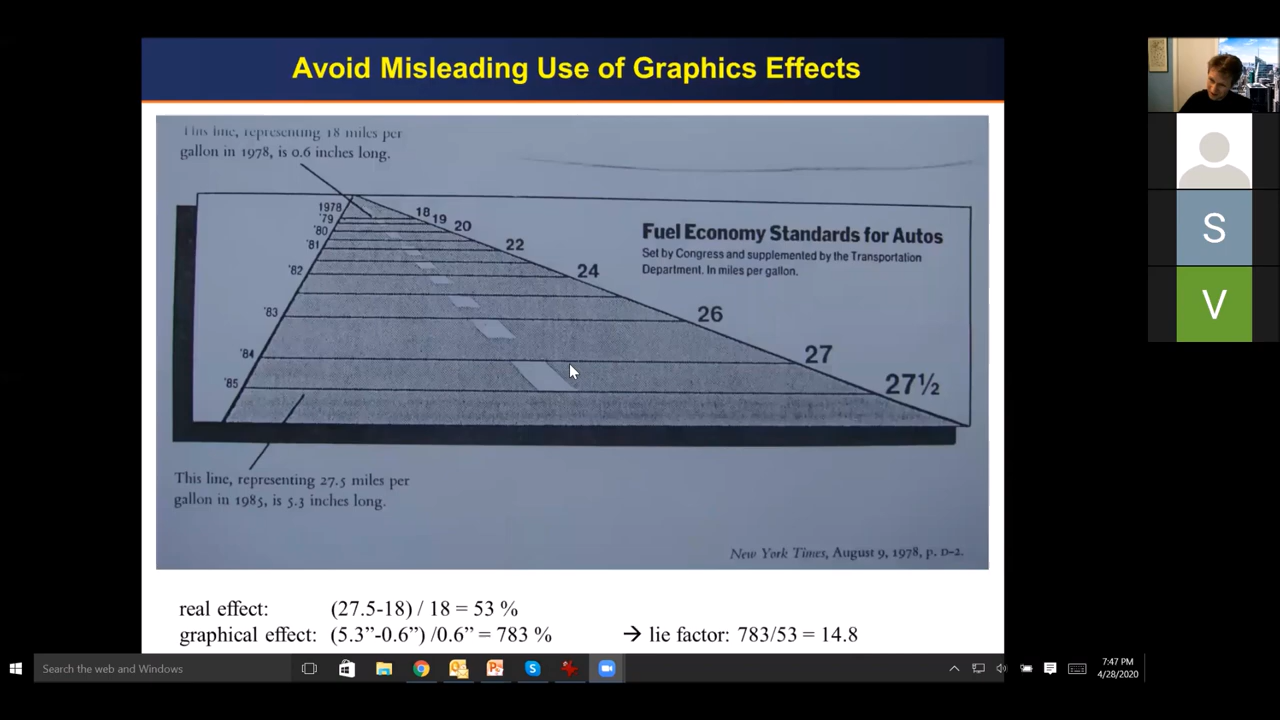 Avoid Misleading Use of Graphics Effects
This line, representing 18 miles per
gallon in 1978, is 0.6 inches long.
1978
'79
'80
'81
'82
'83
'84
'85
18
19
20
22
24
26
27
27½
Fuel Economy Standards for Autos
Set by Congress and supplemented by the Transportation
Department. In miles per gallon.
This line, representing 27.5 miles per
gallon in 1985, is 5.3 inches long.
New York Times, August 9, 1978, p. D-2.
real effect: (27.5-18) / 18 = 53 %
graphical effect: (5.3”-0.6”) /0.6” = 783 % → lie factor: 783/53 = 14.8
S
V
Search the web and Windows
7:47 PM
4/28/2020